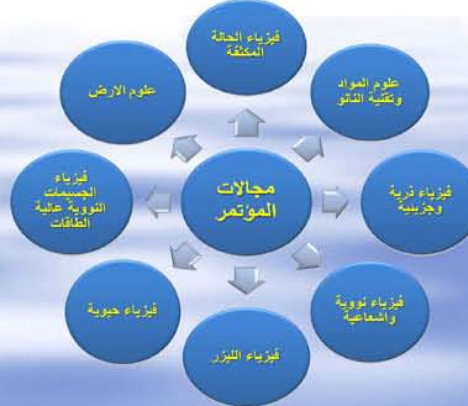 مجالات
المؤتمر
فيزياء الحالة
المكثفة
علوم المواد
وتقنية النانو
فيزياء ذرية
وجزيئية
فيزياء نووية
واشعاعية
فيزياء الليزر
فيزياء حيوية
فيزياء
الجسيمات
النووية عالية
الطاقات
علوم الارض